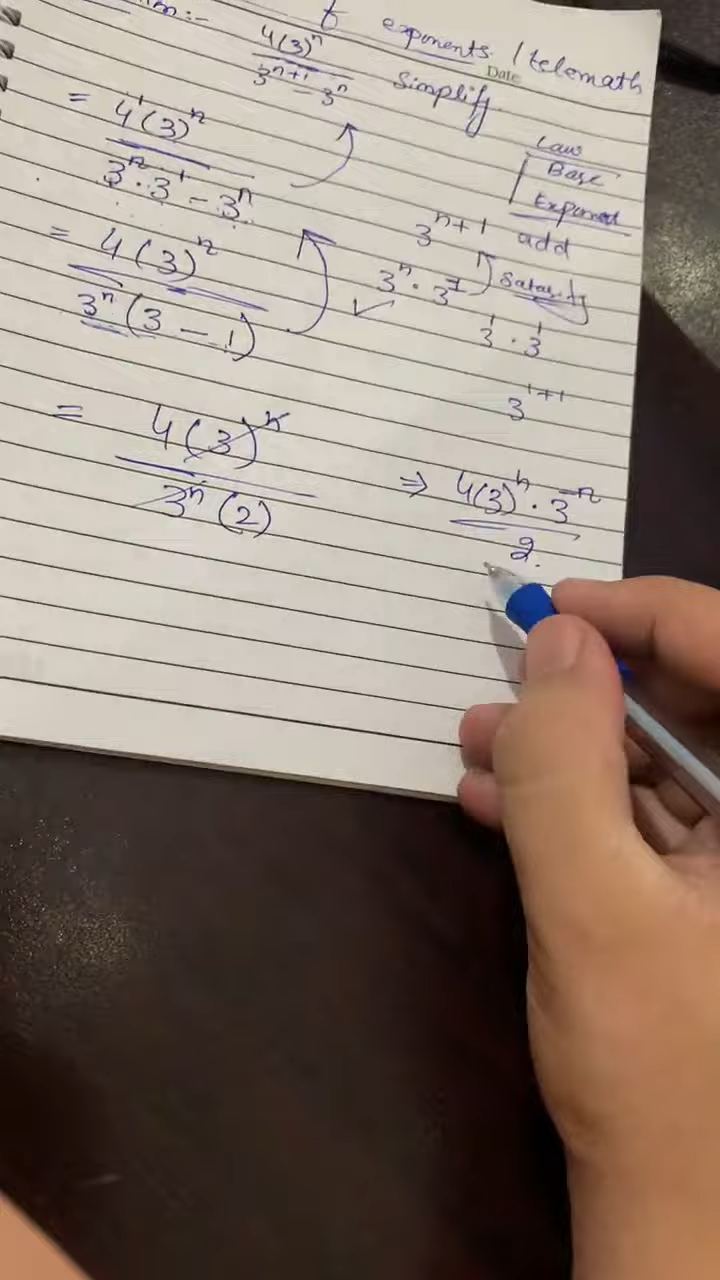 of exponents / telemath
4(3)^n / 3^{n+1} - 3^n Simplify
Date
= 4^1(3)^n / 3^n · 3^1 - 3^n
Law
Base
Exponent
3^{n+1} add
= 4(3)^n / 3^n(3 - 1)
3^n · 3^1
3^1 · 3^1
3^{1+1}
= 4(3)^n / 3^n(2)
⇒ 4(3)^n · 3^{-n} / 2